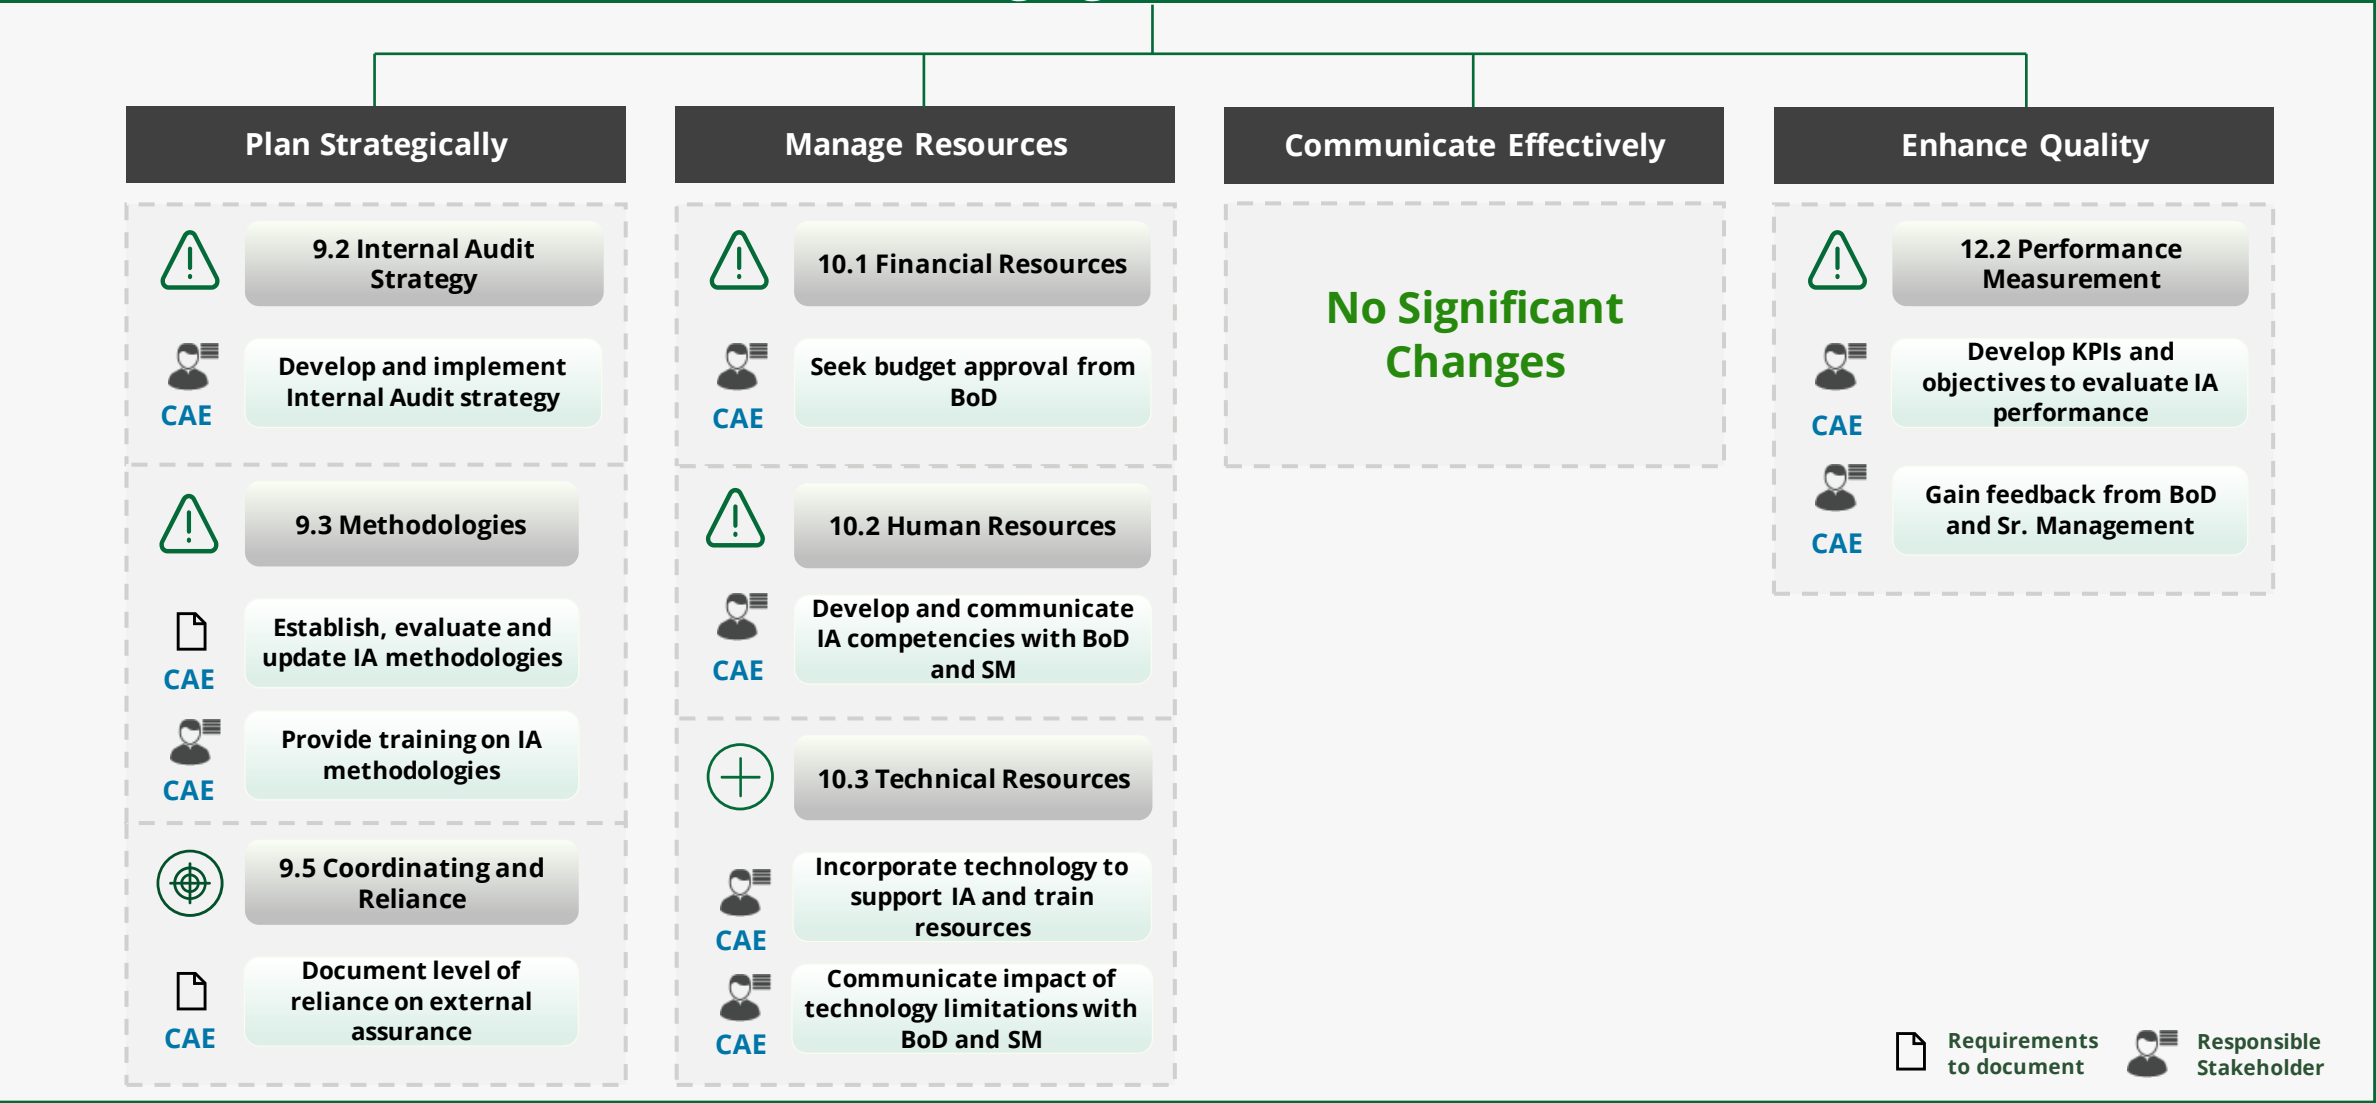 Plan Strategically
9.2 Internal Audit
Strategy
CAE
Develop and implement
Internal Audit strategy
9.3 Methodologies
CAE
Establish, evaluate and
update IA methodologies
CAE
Provide training on IA
methodologies
9.5 Coordinating and
Reliance
CAE
Document level of
reliance on external
assurance
Manage Resources
10.1 Financial Resources
CAE
Seek budget approval from
BoD
10.2 Human Resources
CAE
Develop and communicate
IA competencies with BoD
and SM
10.3 Technical Resources
CAE
Incorporate technology to
support IA and train
resources
CAE
Communicate impact of
technology limitations with
BoD and SM
Communicate Effectively
No Significant
Changes
Enhance Quality
12.2 Performance
Measurement
CAE
Develop KPIs and
objectives to evaluate IA
performance
CAE
Gain feedback from BoD
and Sr. Management
Requirements
to document
Responsible
Stakeholder